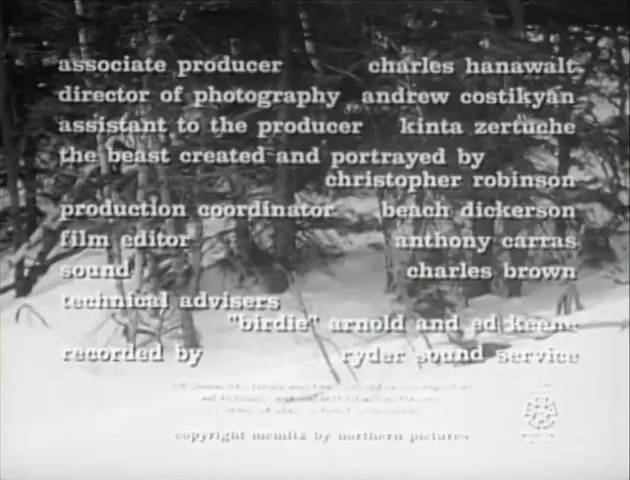 associate producer charles hanawalt
director of photography andrew costikyan
assistant to the producer kinta zertuche
the beast created and portrayed by
christopher robinson
production coordinator beach dickerson
film editor anthony carras
sound charles brown
technical advisers
"birdie" arnold and ed keene
recorded by ryder sound service
copyright mcmlix by northern pictures